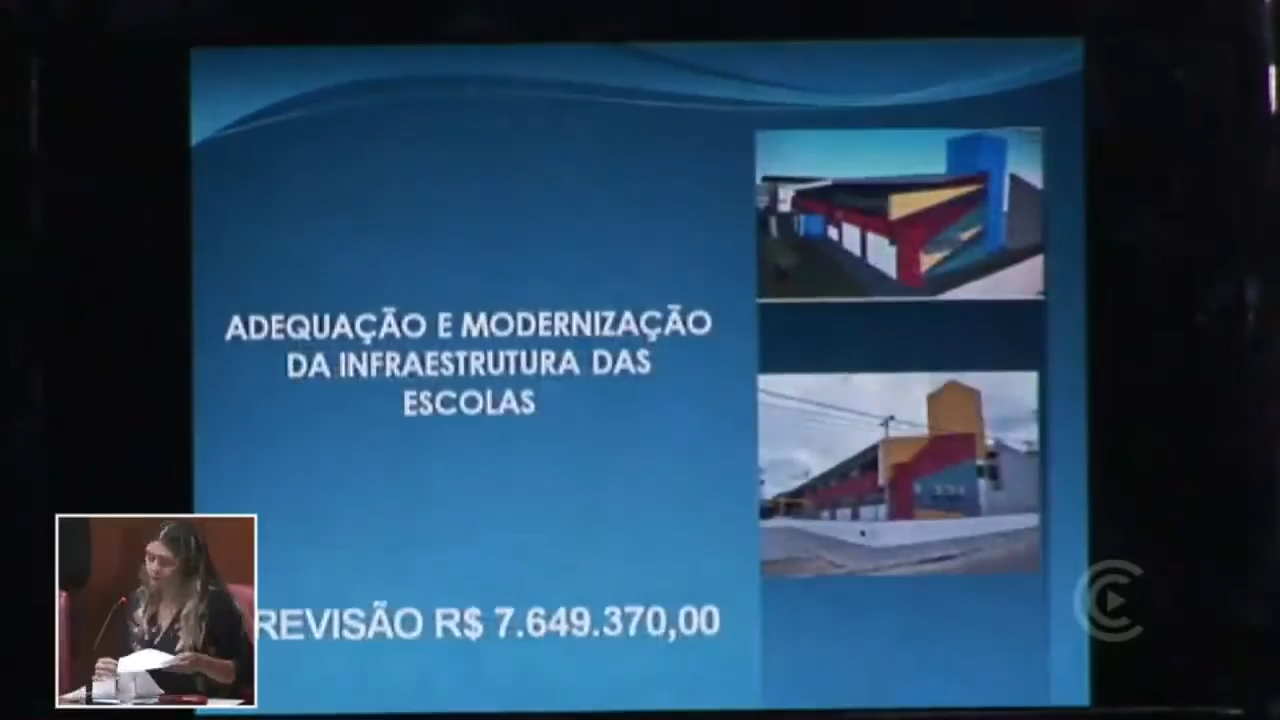 ADEQUAÇÃO E MODERNIZAÇÃO
DA INFRAESTRUTURA DAS
ESCOLAS
REVISÃO R$ 7.649.370,00